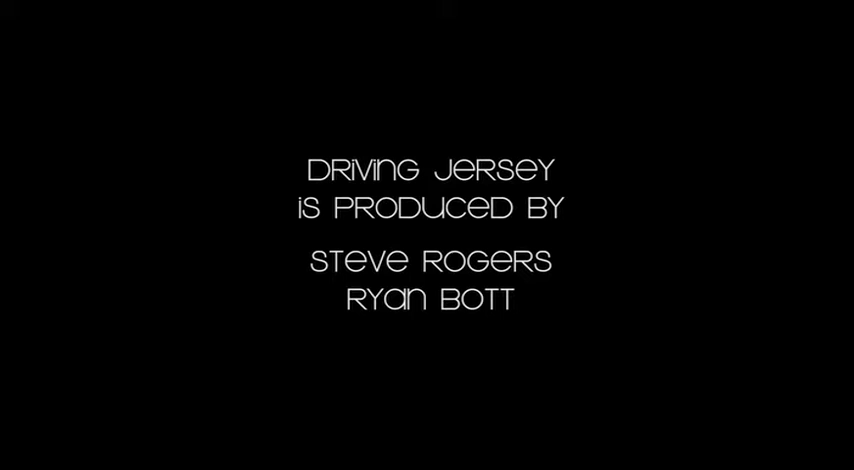 DRiViNG JERSEY
iS PRODUCED BY
STEVE ROGERS
RYAN BOTT